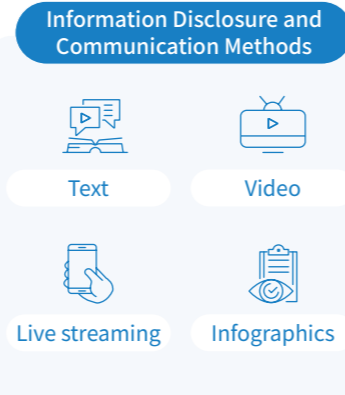 Information Disclosure and
Communication Methods
Text
Video
Live streaming
Infographics